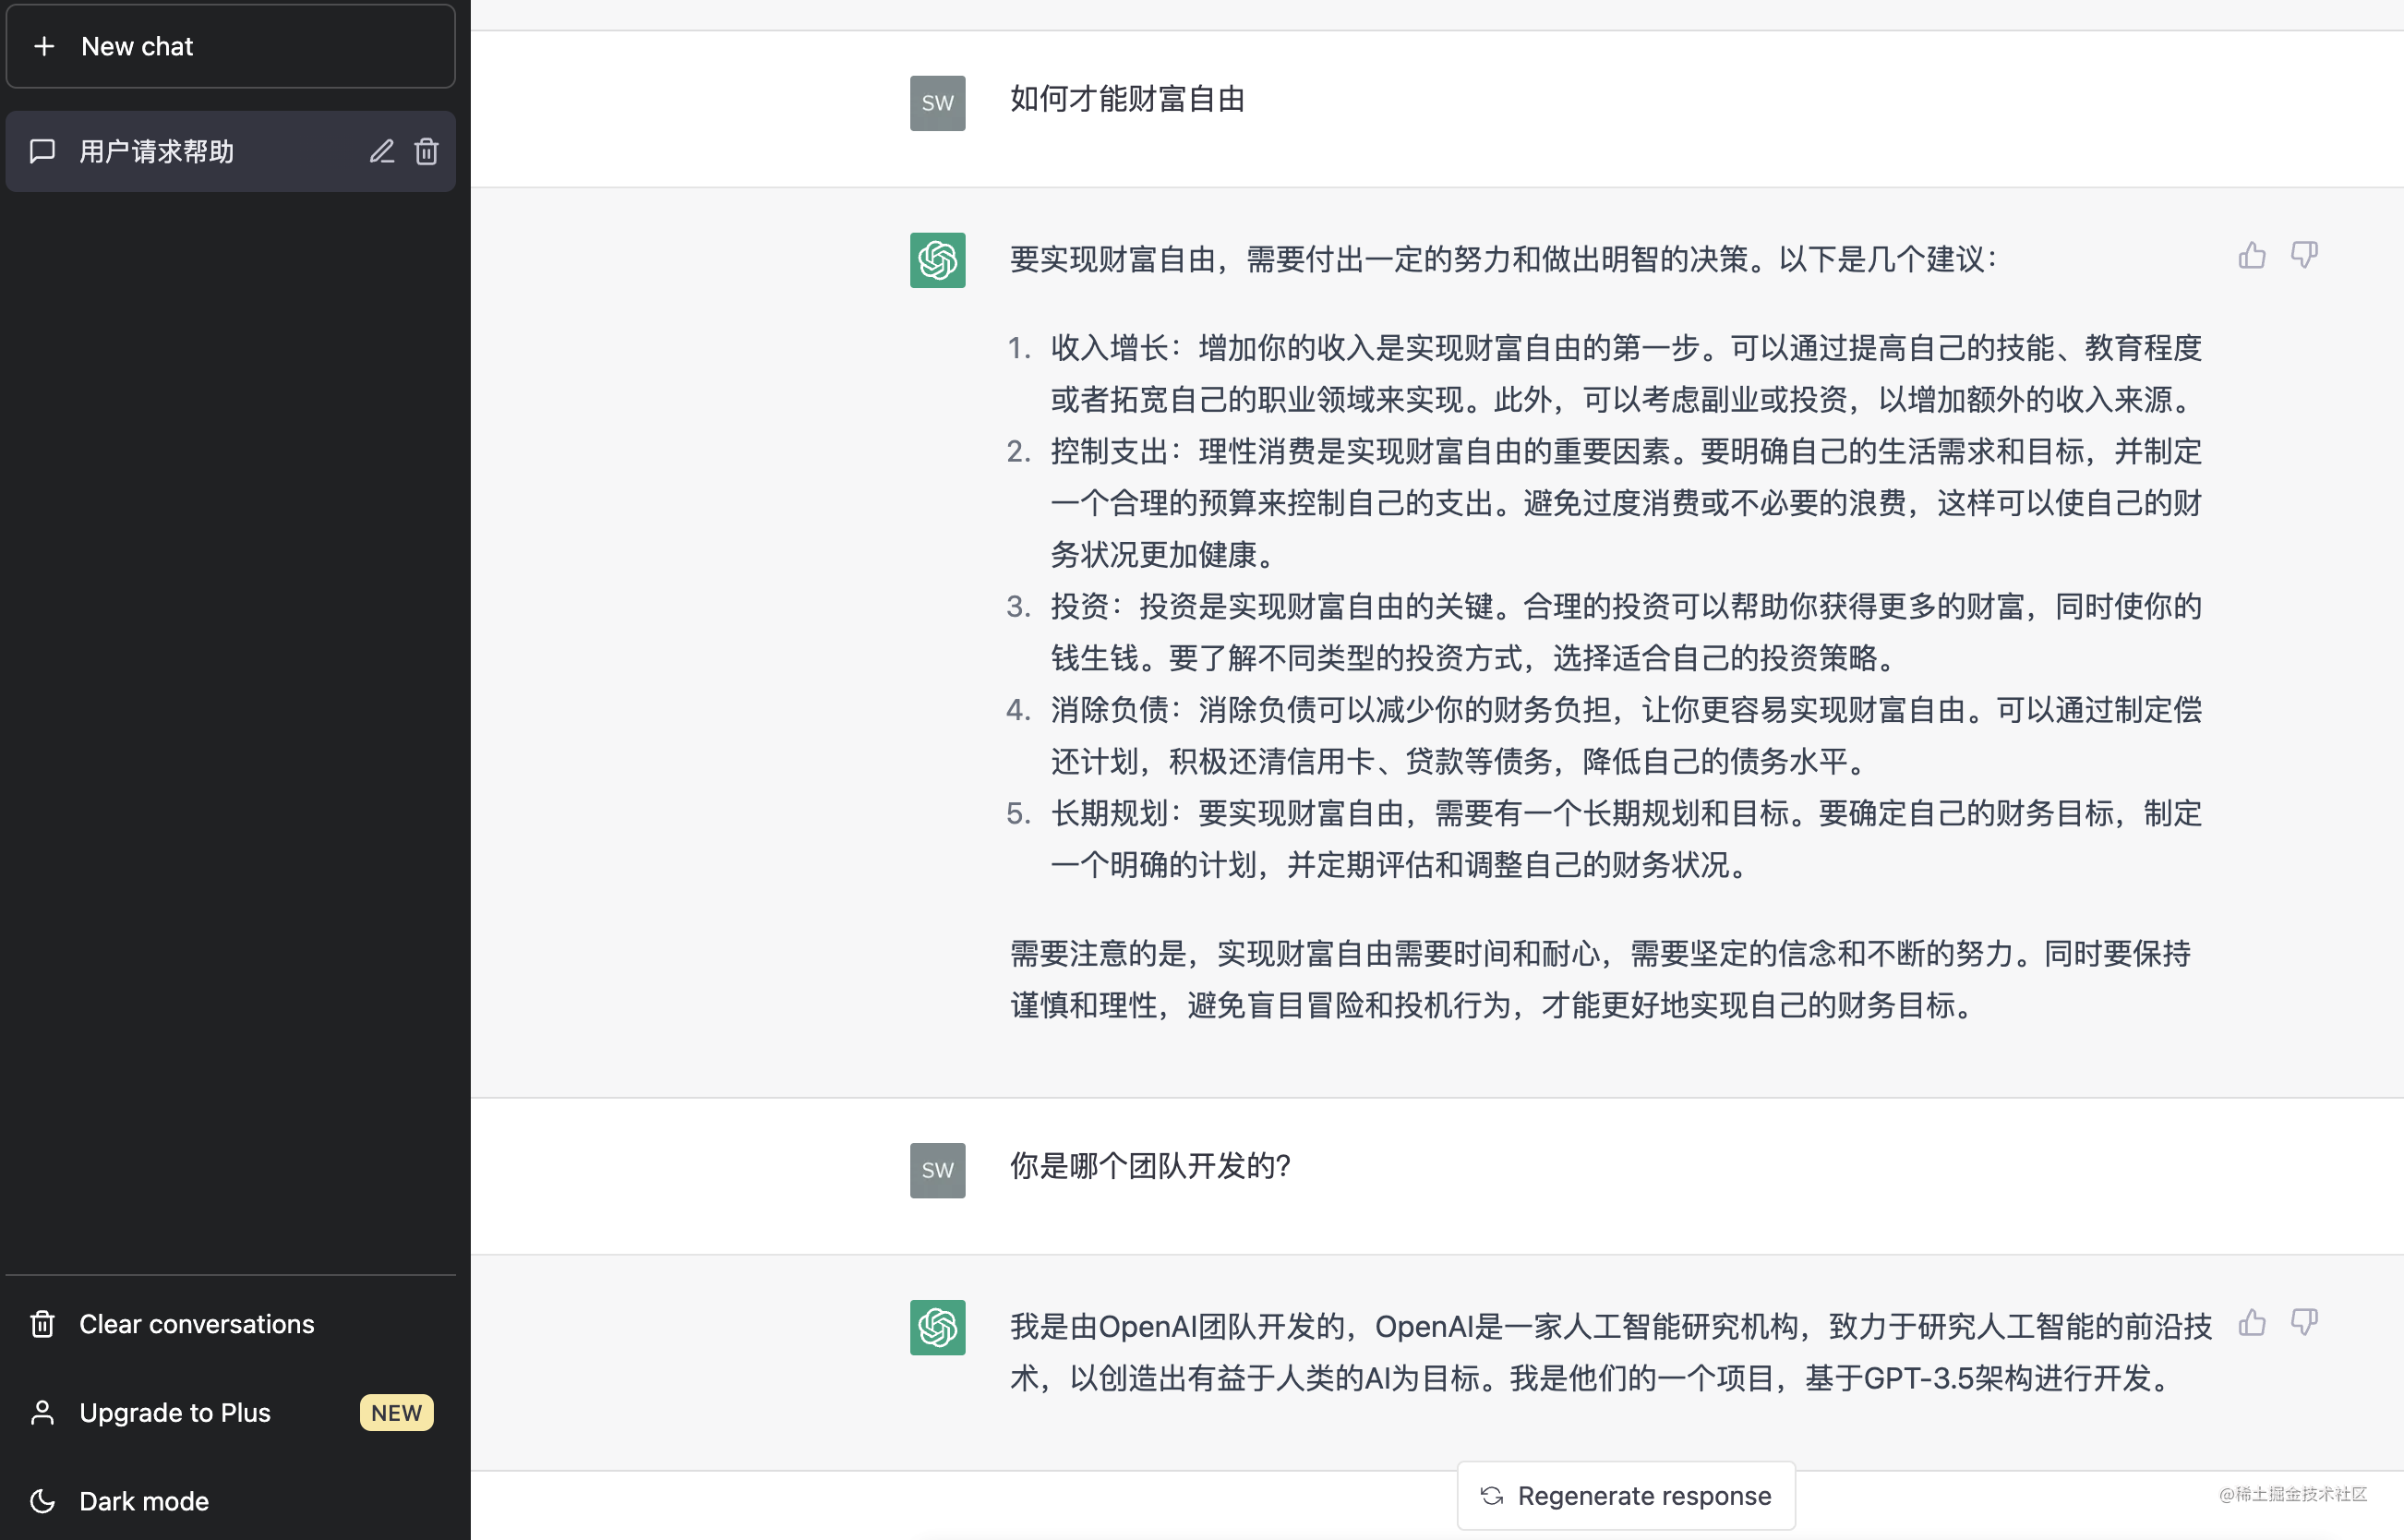 New chat
用户请求帮助
Clear conversations
Upgrade to Plus
NEW
Dark mode
SW
如何才能财富自由
要实现财富自由，需要付出一定的努力和做出明智的决策。以下是几个建议：
1. 收入增长：增加你的收入是实现财富自由的第一步。可以通过提高自己的技能、教育程度
或者拓宽自己的职业领域来实现。此外，可以考虑副业或投资，以增加额外的收入来源。
2. 控制支出：理性消费是实现财富自由的重要因素。要明确自己的生活需求和目标，并制定
一个合理的预算来控制自己的支出。避免过度消费或不必要的浪费，这样可以使自己的财
务状况更加健康。
3. 投资：投资是实现财富自由的关键。合理的投资可以帮助你获得更多的财富，同时使你的
钱生钱。要了解不同类型的投资方式，选择适合自己的投资策略。
4. 消除负债：消除负债可以减少你的财务负担，让你更容易实现财富自由。可以通过制定偿
还计划，积极还清信用卡、贷款等债务，降低自己的债务水平。
5. 长期规划：要实现财富自由，需要有一个长期规划和目标。要确定自己的财务目标，制定
一个明确的计划，并定期评估和调整自己的财务状况。
需要注意的是，实现财富自由需要时间和耐心，需要坚定的信念和不断的努力。同时要保持
谨慎和理性，避免盲目冒险和投机行为，才能更好地实现自己的财务目标。
SW
你是哪个团队开发的?
我是由OpenAI团队开发的，OpenAI是一家人工智能研究机构，致力于研究人工智能的前沿技
术，以创造出有益于人类的AI为目标。我是他们的一个项目，基于GPT-3.5架构进行开发。
Regenerate response
@稀土掘金技术社区